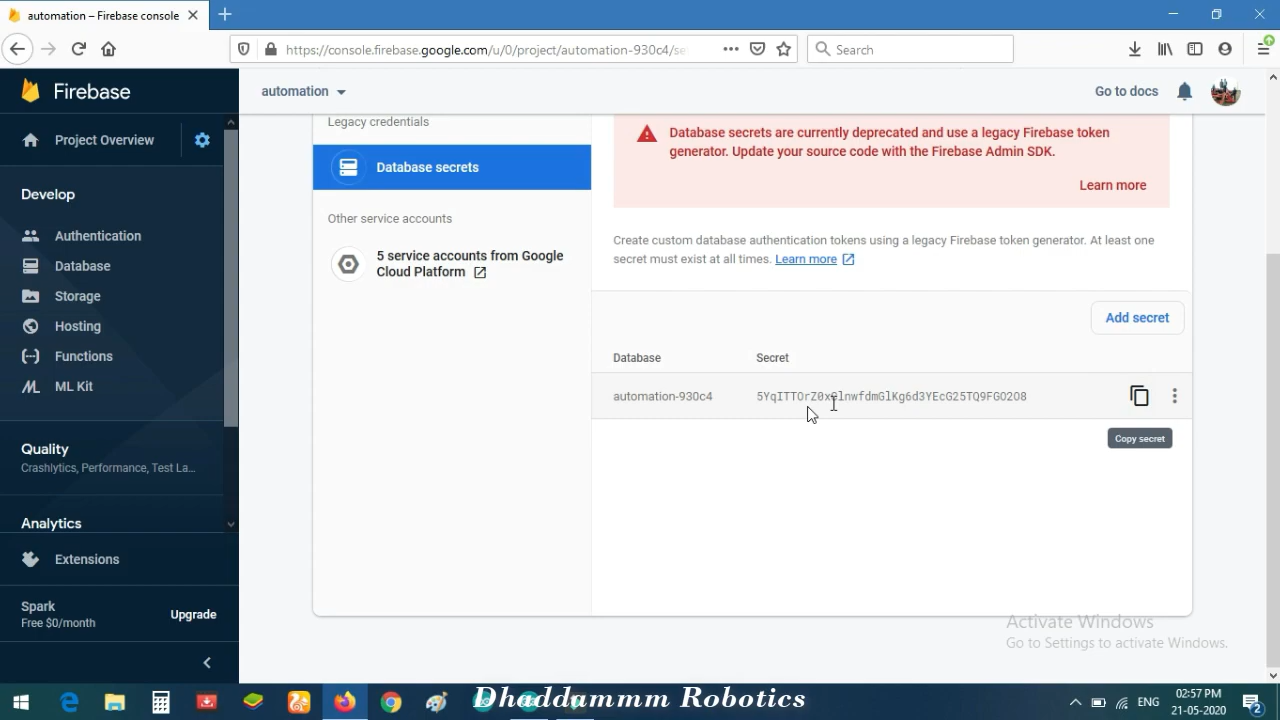 automation – Firebase console
https://console.firebase.google.com/u/0/project/automation-930c4/se
Search
Firebase
automation
Go to docs
Project Overview
Develop
Authentication
Database
Storage
Hosting
Functions
ML Kit
Quality
Crashlytics, Performance, Test La...
Analytics
Extensions
Spark
Free $0/month
Upgrade
Legacy credentials
Database secrets
Other service accounts
5 service accounts from Google
Cloud Platform
Database secrets are currently deprecated and use a legacy Firebase token
generator. Update your source code with the Firebase Admin SDK.
Learn more
Create custom database authentication tokens using a legacy Firebase token generator. At least one
secret must exist at all times. Learn more
Add secret
Database Secret
automation-930c4
Copy secret
Activate Windows
Go to Settings to activate Windows.
Dhaddummm Robotics
ENG
02:57 PM
21-05-2020
2